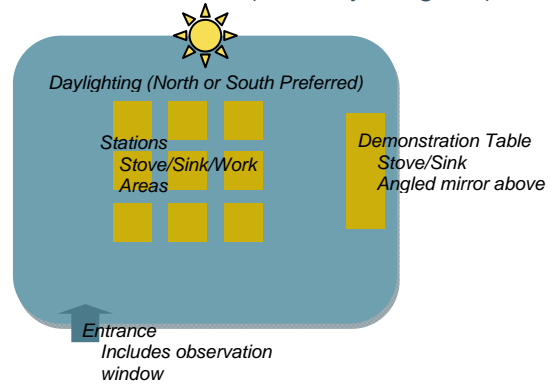 Daylighting (North or South Preferred)
Stations
Stove/Sink/Work
Areas
Demonstration Table
Stove/Sink
Angled mirror above
Entrance
Includes observation
window